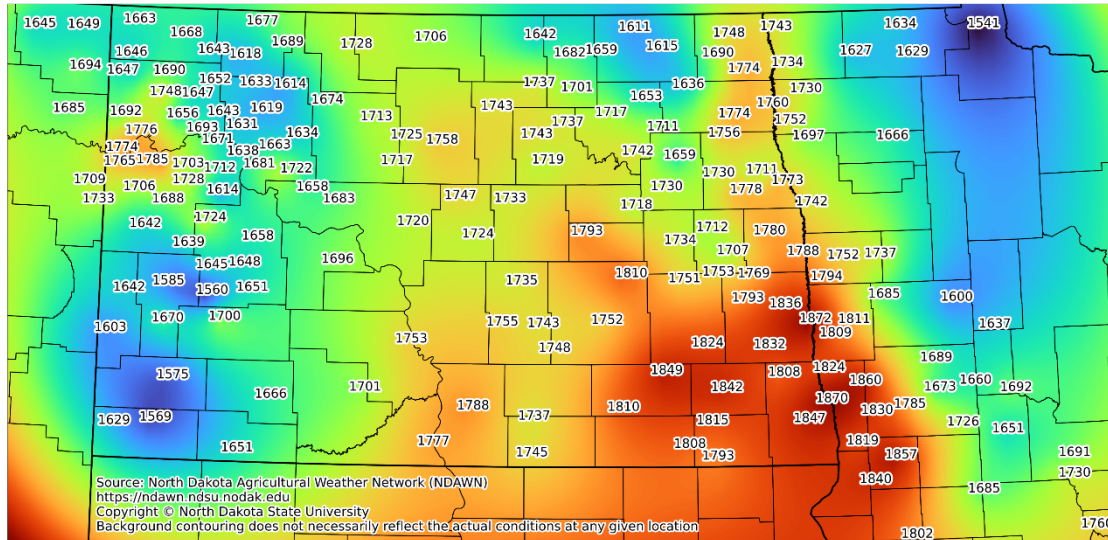 1645 1649 1663 1677 1668 1689 1728 1706 1642 1611 1748 1743 1634 1541
1694 1646 1643 1618 1682 1659 1615 1690 1734 1627 1629
1647 1690 1652 1633 1614 1737 1701 1636 1774 1730
1685 1692 1748 1647 1656 1643 1619 1674 1713 1743 1737 1717 1653 1774 1760 1752
1776 1693 1631 1634 1725 1758 1743 1711 1756 1697 1666
1774 1671 1638 1663 1742 1659
1765 1785 1703 1712 1681 1722 1717 1719 1730 1711 1773
1709 1706 1728 1614 1658 1730 1778
1733 1688 1683 1747 1733 1718 1742
1642 1724 1720 1724 1793 1712 1780
1639 1658 1734 1707 1788 1752 1737
1645 1648 1696 1810 1751 1753 1769 1794
1642 1585 1560 1651 1735 1793 1836 1685 1600
1603 1670 1700 1755 1743 1752 1872 1811 1637
1753 1748 1824 1832 1809
1575 1849 1808 1824 1689
1666 1701 1842 1860 1673 1660 1692
1629 1569 1788 1737 1810 1815 1847 1870 1830 1785 1726 1651
1651 1777 1745 1808 1793 1819 1857 1691
1840 1685 1730
1802 1760
Source: North Dakota Agricultural Weather Network (NDAWN)
https://ndawn.ndsu.nodak.edu
Copyright © North Dakota State University
Background contouring does not necessarily reflect the actual conditions at any given location